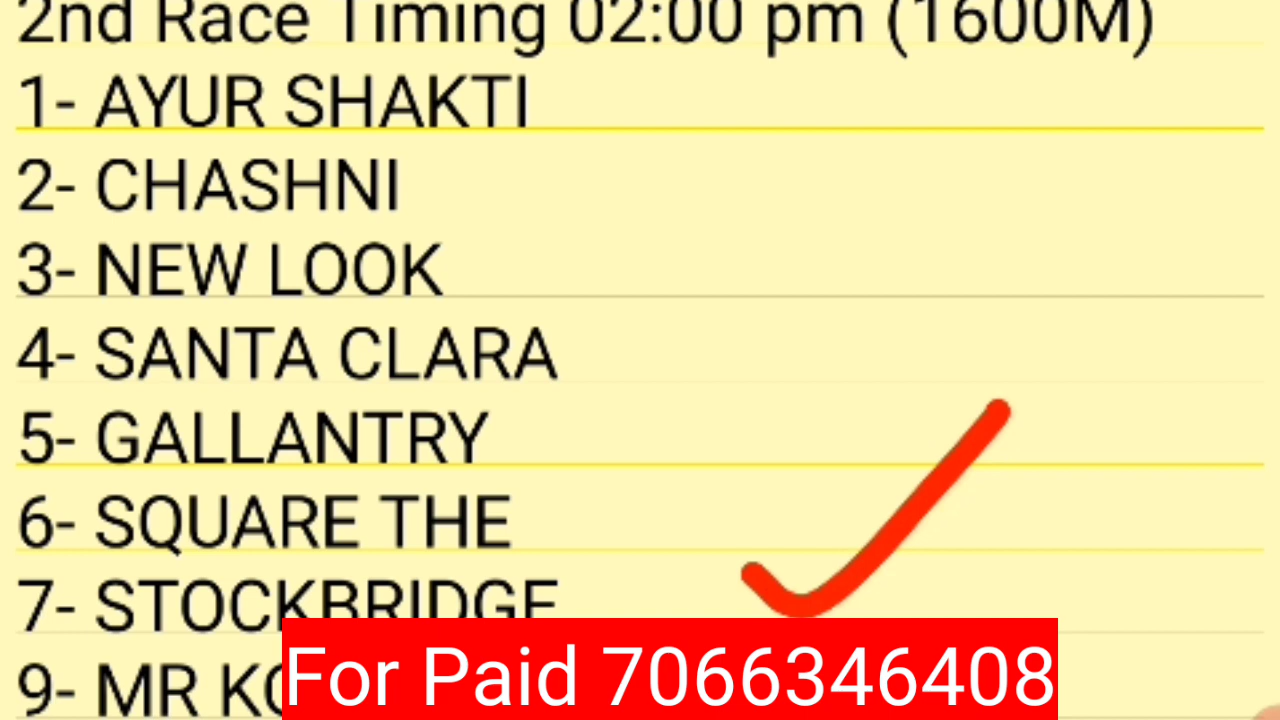 2nd Race Timing 02:00 pm (1600M)
1- AYUR SHAKTI
2- CHASHNI
3- NEW LOOK
4- SANTA CLARA
5- GALLANTRY
6- SQUARE THE
7- STOCKBRIDGE
9- MR
For Paid 7066346408